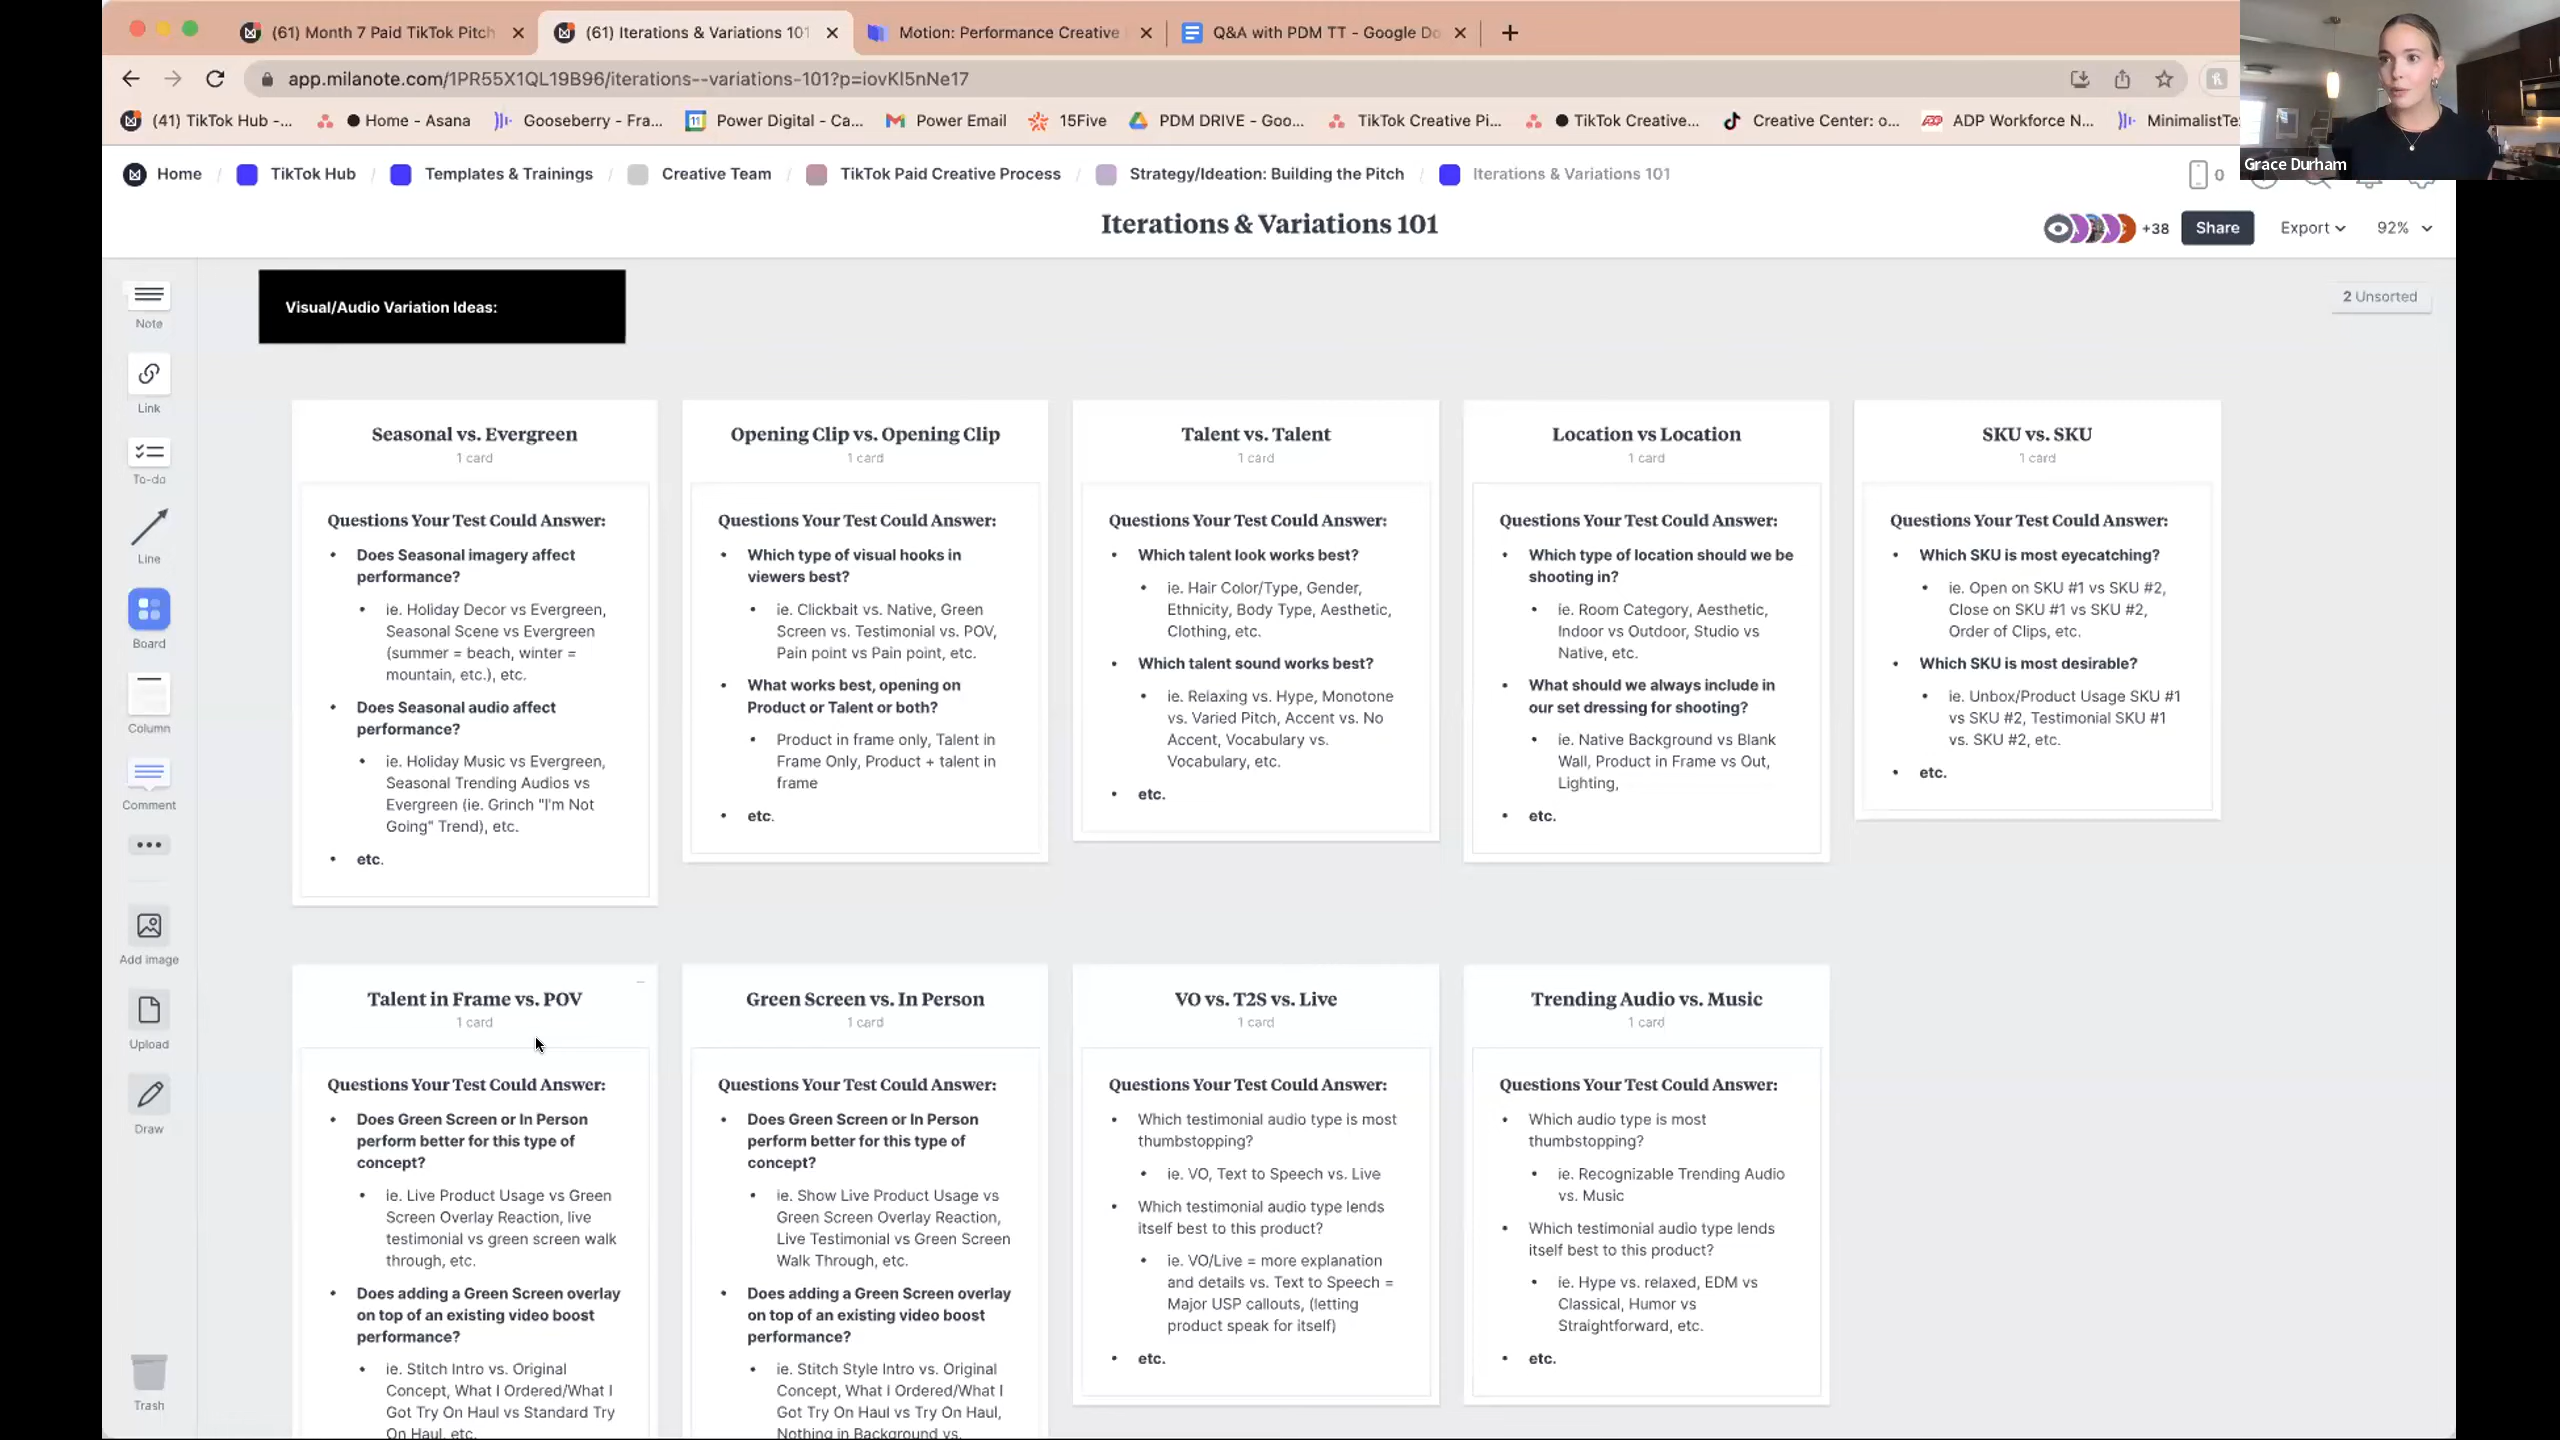 (61) Month 7 Paid TikTok Pitch
(61) Iterations & Variations 101
Motion: Performance Creative
Q&A with PDM TT - Google Do
app.milanote.com/1PR55X1QL19B96/iterations--variations-101?p=iovKl5nNe17
(41) TikTok Hub -...
Home - Asana
Gooseberry - Fra...
11
Power Digital - Ca...
Power Email
15Five
PDM DRIVE - Goo...
TikTok Creative Pi...
TikTok Creative...
Creative Center: o...
ADP Workforce N...
MinimalistTe
Grace Durham
Home / TikTok Hub / Templates & Trainings / Creative Team / TikTok Paid Creative Process / Strategy/Ideation: Building the Pitch / Iterations & Variations 101
0
Iterations & Variations 101
+38
Share
Export
92%
Note
Link
To-do
Line
Board
Column
Comment
Add image
Upload
Draw
Trash
Visual/Audio Variation Ideas:
2 Unsorted
Seasonal vs. Evergreen
1 card
Questions Your Test Could Answer:
• Does Seasonal imagery affect
performance?
• ie. Holiday Decor vs Evergreen,
Seasonal Scene vs Evergreen
(summer = beach, winter =
mountain, etc.), etc.
• Does Seasonal audio affect
performance?
• ie. Holiday Music vs Evergreen,
Seasonal Trending Audios vs
Evergreen (ie. Grinch "I'm Not
Going" Trend), etc.
• etc.
Opening Clip vs. Opening Clip
1 card
Questions Your Test Could Answer:
• Which type of visual hooks in
viewers best?
• ie. Clickbait vs. Native, Green
Screen vs. Testimonial vs. POV,
Pain point vs Pain point, etc.
• What works best, opening on
Product or Talent or both?
• Product in frame only, Talent in
Frame Only, Product + talent in
frame
• etc.
Talent vs. Talent
1 card
Questions Your Test Could Answer:
• Which talent look works best?
• ie. Hair Color/Type, Gender,
Ethnicity, Body Type, Aesthetic,
Clothing, etc.
• Which talent sound works best?
• ie. Relaxing vs. Hype, Monotone
vs. Varied Pitch, Accent vs. No
Accent, Vocabulary vs.
Vocabulary, etc.
• etc.
Location vs Location
1 card
Questions Your Test Could Answer:
• Which type of location should we be
shooting in?
• ie. Room Category, Aesthetic,
Indoor vs Outdoor, Studio vs
Native, etc.
• What should we always include in
our set dressing for shooting?
• ie. Native Background vs Blank
Wall, Product in Frame vs Out,
Lighting,
• etc.
SKU vs. SKU
1 card
Questions Your Test Could Answer:
• Which SKU is most eyecatching?
• ie. Open on SKU #1 vs SKU #2,
Close on SKU #1 vs SKU #2,
Order of Clips, etc.
• Which SKU is most desirable?
• ie. Unbox/Product Usage SKU #1
vs SKU #2, Testimonial SKU #1
vs. SKU #2, etc.
• etc.
Talent in Frame vs. POV
1 card
Questions Your Test Could Answer:
• Does Green Screen or In Person
perform better for this type of
concept?
• ie. Live Product Usage vs Green
Screen Overlay Reaction, live
testimonial vs green screen walk
through, etc.
• Does adding a Green Screen overlay
on top of an existing video boost
performance?
• ie. Stitch Intro vs. Original
Concept, What I Ordered/What I
Got Try On Haul vs Standard Try
On Haul, etc.
Green Screen vs. In Person
1 card
Questions Your Test Could Answer:
• Does Green Screen or In Person
perform better for this type of
concept?
• ie. Show Live Product Usage vs
Green Screen Overlay Reaction,
Live Testimonial vs Green Screen
Walk Through, etc.
• Does adding a Green Screen overlay
on top of an existing video boost
performance?
• ie. Stitch Style Intro vs. Original
Concept, What I Ordered/What I
Got Try On Haul vs Try On Haul,
Nothing in Background vs.
VO vs. T2S vs. Live
1 card
Questions Your Test Could Answer:
• Which testimonial audio type is most
thumbstopping?
• ie. VO, Text to Speech vs. Live
• Which testimonial audio type lends
itself best to this product?
• ie. VO/Live = more explanation
and details vs. Text to Speech =
Major USP callouts, (letting
product speak for itself)
• etc.
Trending Audio vs. Music
1 card
Questions Your Test Could Answer:
• Which audio type is most
thumbstopping?
• ie. Recognizable Trending Audio
vs. Music
• Which testimonial audio type lends
itself best to this product?
• ie. Hype vs. relaxed, EDM vs
Classical, Humor vs
Straightforward, etc.
• etc.